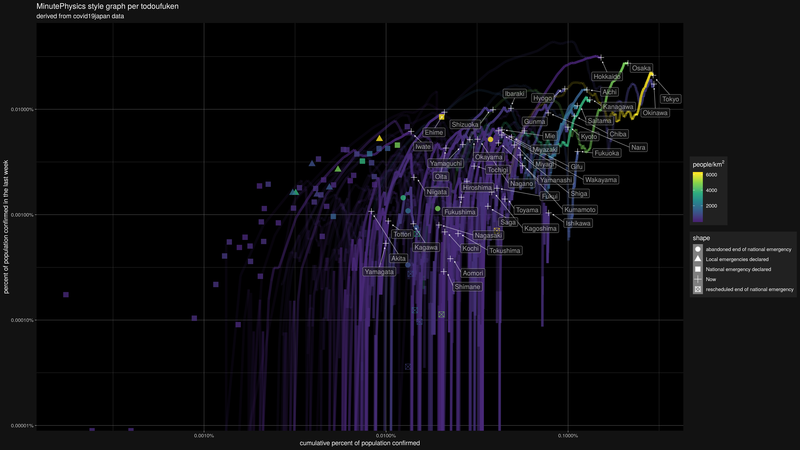 MinutePhysics style graph per todoufuken
derived from covid19japan data
percent of population confirmed in the last week
0.01000%
0.00100%
0.00010%
0.00001%
0.0010%
0.0100%
0.1000%
cumulative percent of population confirmed
Osaka
Hokkaido
Tokyo
Aichi
Ibaraki
Hyogo
Kanagawa
Okinawa
Saitama
Gunma
Shizuoka
Ehime
Chiba
Mie
Kyoto
Iwate
Nara
Miyazaki
Fukuoka
Okayama
Yamaguchi
Miyagi
Gifu
Tochigi
Oita
Yamanashi
Wakayama
Nagano
Hiroshima
Niigata
Shiga
Fukui
Toyama
Kumamoto
Fukushima
Saga
Ishikawa
Kagoshima
Tottori
Nagasaki
Kagawa
Kochi
Tokushima
Akita
Yamagata
Aomori
Shimane
people/km²
6000
4000
2000
shape
abandoned end of national emergency
Local emergencies declared
National emergency declared
Now
rescheduled end of national emergency